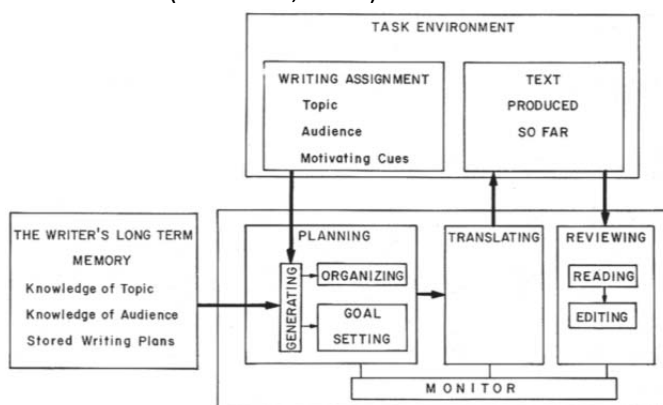 TASK ENVIRONMENT
WRITING ASSIGNMENT
Topic
Audience
Motivating Cues
TEXT
PRODUCED
SO FAR
THE WRITER'S LONG TERM
MEMORY
Knowledge of Topic
Knowledge of Audience
Stored Writing Plans
PLANNING
GENERATING
ORGANIZING
GOAL
SETTING
TRANSLATING
REVIEWING
READING
EDITING
MONITOR